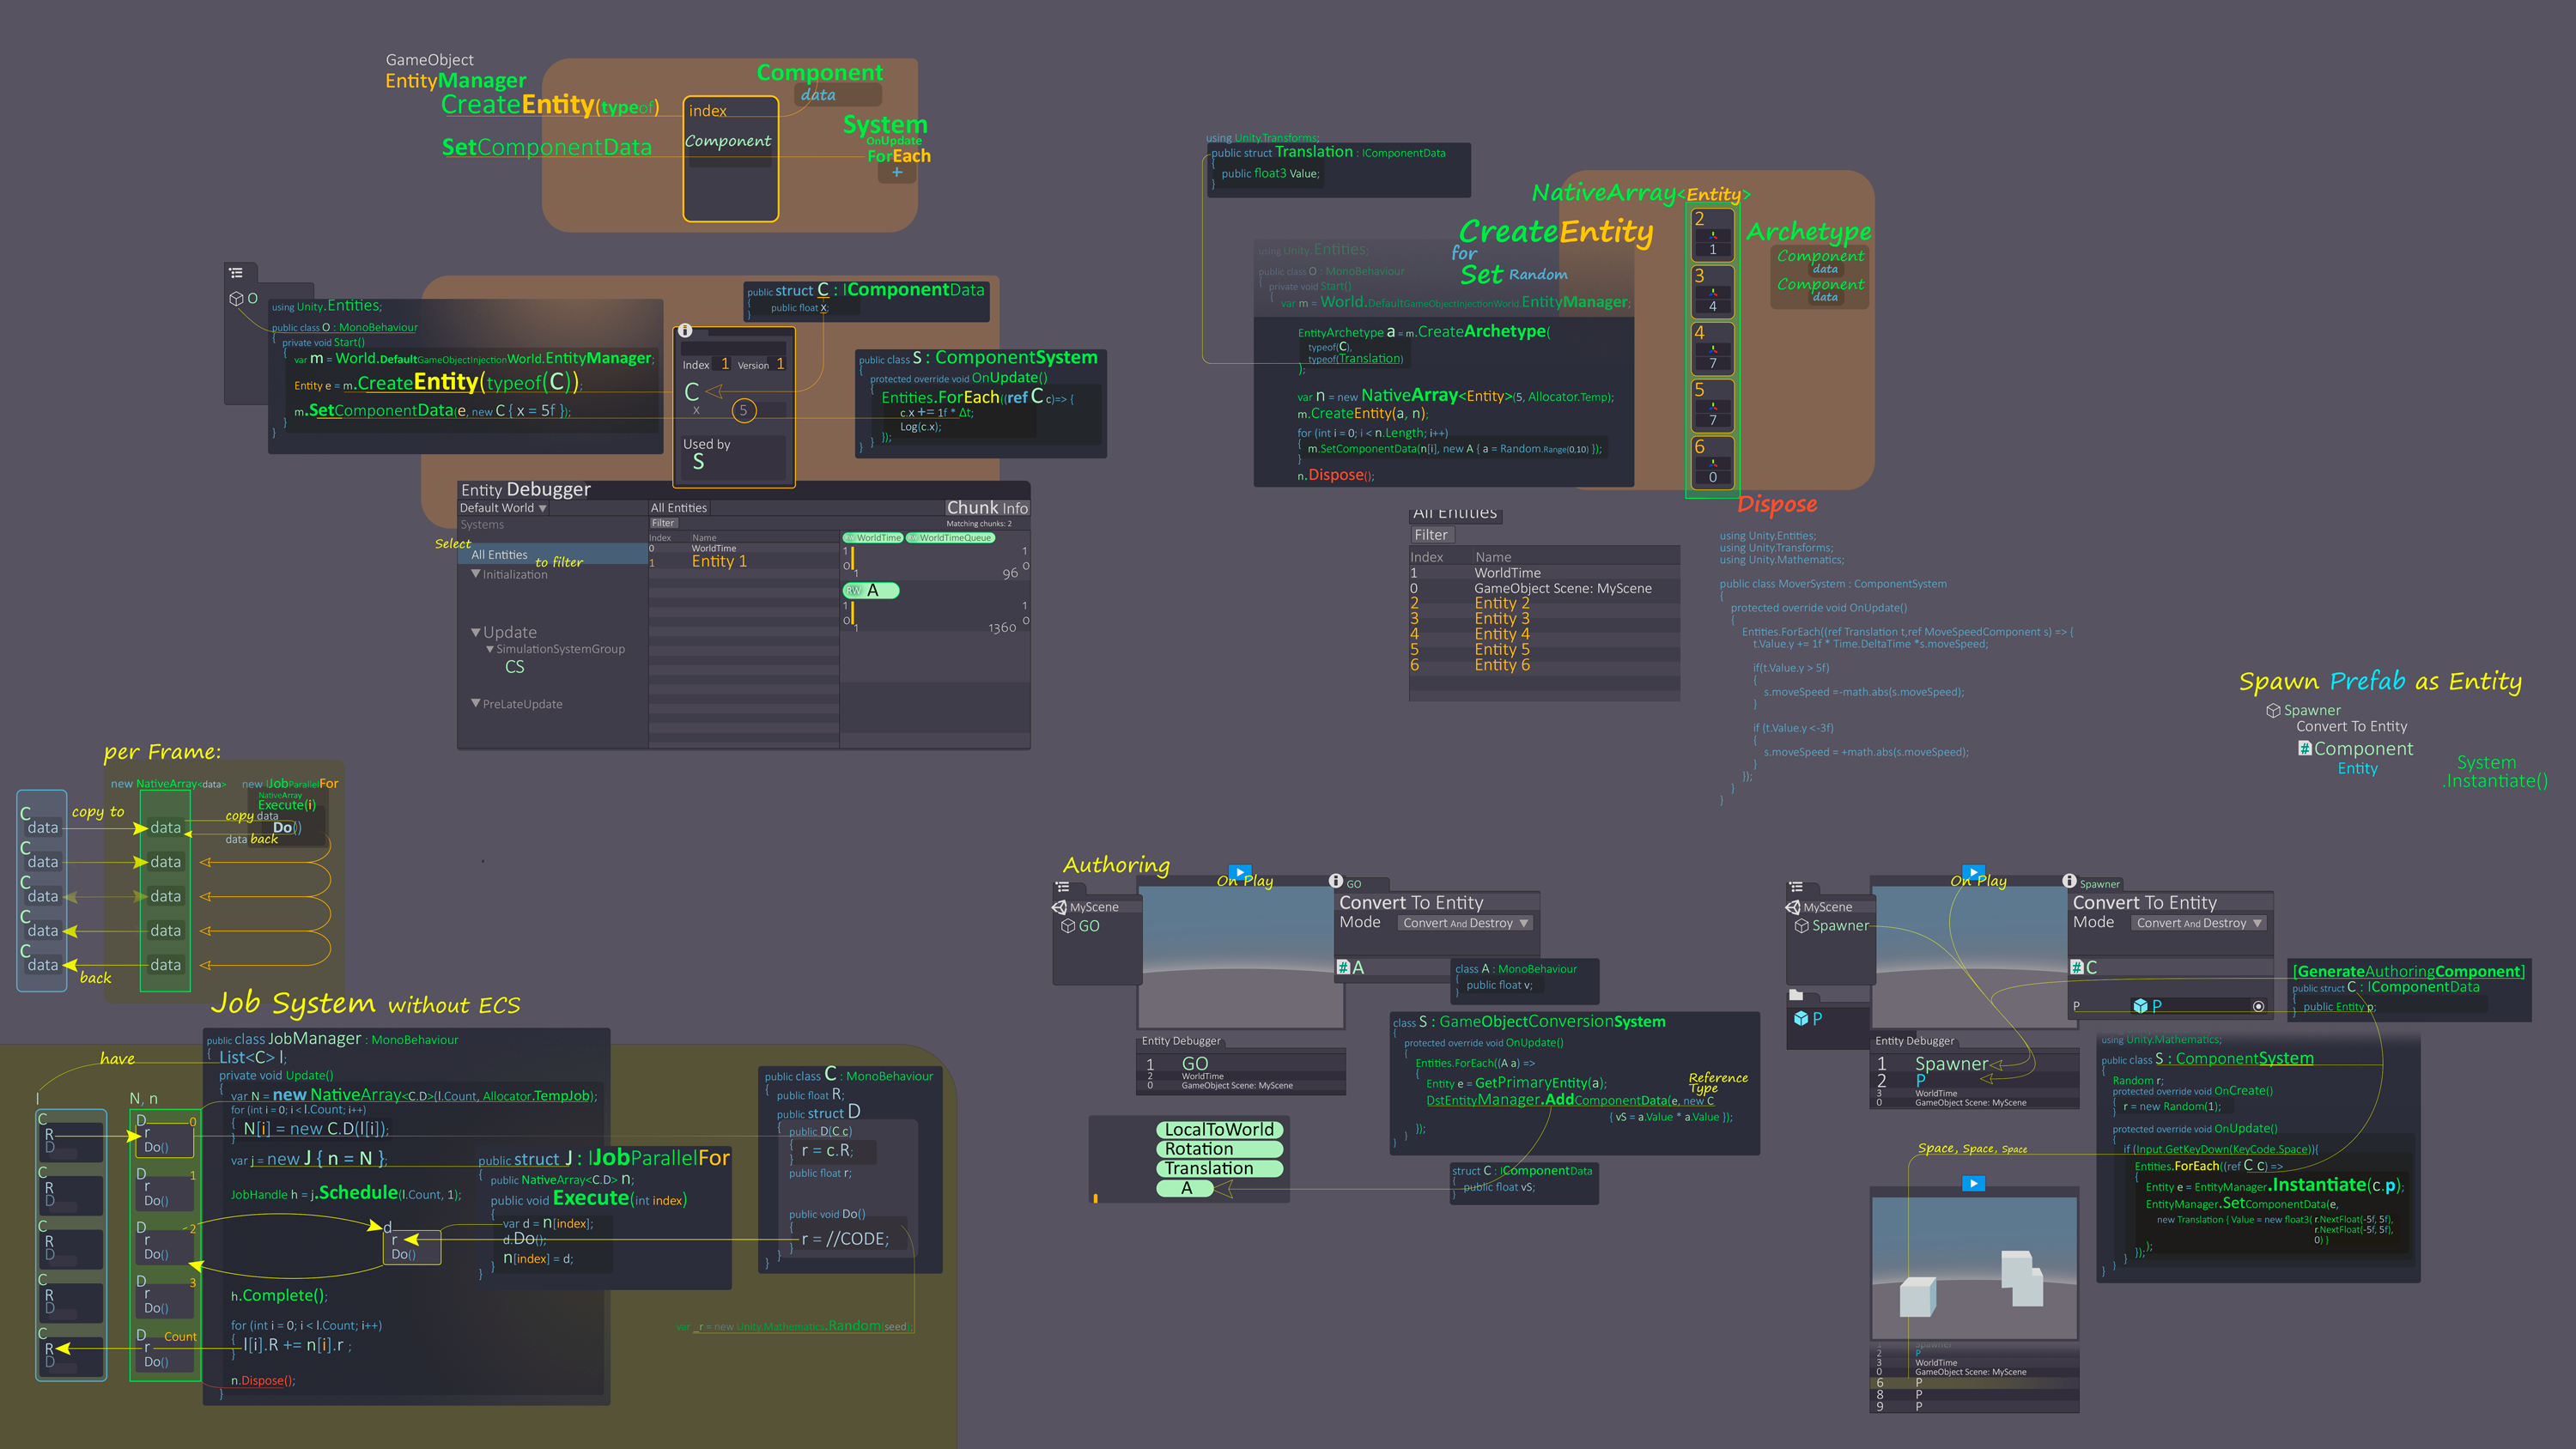 GameObject
EntityManager
CreateEntity(typeof)
SetComponentData
index
Component
Component
data
System
OnUpdate
ForEach
+
O
using Unity.Entities;
public class O : MonoBehaviour
{
private void Start()
{
var m = World.DefaultGameObjectInjectionWorld.EntityManager;
Entity e = m.CreateEntity(typeof(C));
m.SetComponentData(e, new C { x = 5f });
}
}
public struct C : IComponentData
{
public float x;
}
Index 1 Version 1
C
x 5
Used by
S
public class S : ComponentSystem
{
protected override void OnUpdate()
{
Entities.ForEach((ref C c)=> {
c.x += 1f * Δt;
Log(c.x);
});
} }
Entity Debugger
Default World ▼ All Entities Chunk Info
Systems Filter Matching chunks: 2
Select
All Entities
to filter
Index Name
0 WorldTime
1 Entity 1
WorldTime WorldTimeQueue
1 1
0 0
1 96
RW A
1 1
0 0
1 1360
▼ Initialization
▼ Update
▼ SimulationSystemGroup
CS
▼ PreLateUpdate
using Unity.Transforms;
public struct Translation : IComponentData
{
public float3 Value;
}
NativeArray<Entity>
CreateEntity
for
Set Random
2
1
3
4
4
7
5
7
6
0
Archetype
Component
data
Component
data
Dispose
using Unity.Entities;
public class O : MonoBehaviour
{ private void Start()
{ var m = World.DefaultGameObjectInjectionWorld.EntityManager;
EntityArchetype a = m.CreateArchetype(
typeof(C),
typeof(Translation)
);
var n = new NativeArray<Entity>(5, Allocator.Temp);
m.CreateEntity(a, n);
for (int i = 0; i < n.Length; i++)
{ m.SetComponentData(n[i], new A { a = Random.Range(0,10) });
}
n.Dispose();
All Entities
Filter
Index Name
1 WorldTime
0 GameObject Scene: MyScene
2 Entity 2
3 Entity 3
4 Entity 4
5 Entity 5
6 Entity 6
using Unity.Entities;
using Unity.Transforms;
using Unity.Mathematics;
public class MoverSystem : ComponentSystem
{
protected override void OnUpdate()
{
Entities.ForEach((ref Translation t,ref MoveSpeedComponent s) => {
t.Value.y += 1f * Time.DeltaTime *s.moveSpeed;
if(t.Value.y > 5f)
{
s.moveSpeed =-math.abs(s.moveSpeed);
}
if (t.Value.y <-3f)
{
s.moveSpeed = +math.abs(s.moveSpeed);
}
});
}
}
Spawn Prefab as Entity
Spawner
Convert To Entity
# Component
Entity
System
.Instantiate()
per Frame:
new NativeArray<data> new IJobParallelFor
NativeArray
Execute(i)
copy data
Do()
data back
C
data copy to data
C
data data
C
data data
C
data data
C
data back data
Job System without ECS
have
l
N, n
C
R
D
C
R
D
C
R
D
C
R
D
C
R
D
D 0
r
Do()
D 1
r
Do()
D 2
r
Do()
D 3
r
Do()
D Count
r
Do()
public class JobManager : MonoBehaviour
{ List<C> l;
private void Update()
{ var N = new NativeArray<C.D>(l.Count, Allocator.TempJob);
for (int i = 0; i < l.Count; i++)
{ N[i] = new C.D(l[i]);
}
var j = new J { n = N };
JobHandle h = j.Schedule(l.Count, 1);
d
r
Do()
h.Complete();
for (int i = 0; i < l.Count; i++)
{ l[i].R += n[i].r ;
}
n.Dispose();
}
public struct J : IJobParallelFor
{ public NativeArray<C.D> n;
public void Execute(int index)
{ var d = n[index];
d.Do();
n[index] = d;
}
}
public class C : MonoBehaviour
{
public float R;
public struct D
{ public D(C c)
{ r = c.R;
}
public float r;
public void Do()
{
r = //CODE;
}
}
}
var _r = new Unity.Mathematics.Random(seed);
Authoring
On Play
MyScene
GO
GO
Convert To Entity
Mode Convert And Destroy ▼
# A
class A : MonoBehaviour
{
public float v;
}
Entity Debugger
1 GO
2 WorldTime
0 GameObject Scene: MyScene
class S : GameObjectConversionSystem
{
protected override void OnUpdate()
{
Entities.ForEach((A a) =>
{
Entity e = GetPrimaryEntity(a);
DstEntityManager.AddComponentData(e, new C
{ vS = a.Value * a.Value });
});
}
}
Reference
Type
LocalToWorld
Rotation
Translation
A
struct C : IComponentData
{
public float vS;
}
On Play
MyScene
Spawner
P
Spawner
Convert To Entity
Mode Convert And Destroy ▼
# C
P P
[GenerateAuthoringComponent]
public struct C : IComponentData
{
public Entity p;
}
Entity Debugger
1 Spawner
2 P
3 WorldTime
0 GameObject Scene: MyScene
using Unity.Mathematics;
public class S : ComponentSystem
{
Random r;
protected override void OnCreate()
{ r = new Random(1);
}
protected override void OnUpdate()
{
if (Input.GetKeyDown(KeyCode.Space)){
Entities.ForEach((ref C c) =>
{ Entity e = EntityManager.Instantiate(c.p);
EntityManager.SetComponentData(e,
new Translation { Value = new float3( r.NextFloat(-5f, 5f),
r.NextFloat(-5f, 5f),
0) }
);
});
} }
}
Space, Space, Space
1 Spawner
2 P
3 WorldTime
0 GameObject Scene: MyScene
6 P
8 P
9 P